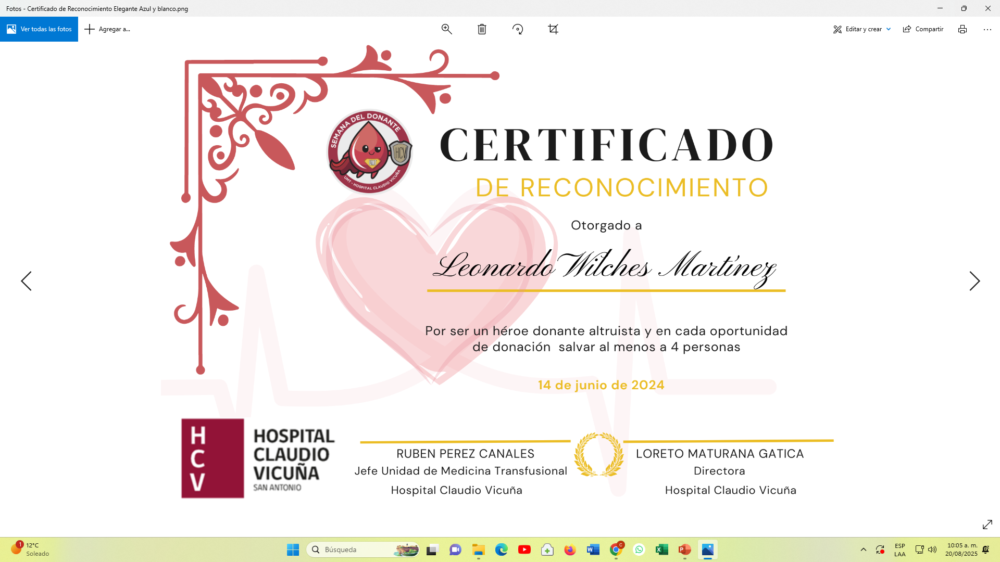 Fotos - Certificado de Reconocimiento Elegante Azul y blanco.png
Ver todas las fotos
Agregar a...
Editar y crear
Compartir
SEMANA DEL DONANTE
HCV
UMT
UMT - HOSPITAL CLAUDIO VICUÑA
CERTIFICADO
DE RECONOCIMIENTO
Otorgado a
Leonardo Wilches Martínez
Por ser un héroe donante altruista y en cada oportunidad
de donación  salvar al menos a 4 personas
14 de junio de 2024
H
C
V
HOSPITAL
CLAUDIO
VICUÑA
SAN ANTONIO
RUBEN PEREZ CANALES
Jefe Unidad de Medicina Transfusional
Hospital Claudio Vicuña
LORETO MATURANA GATICA
Directora
Hospital Claudio Vicuña
1
12°C
Soleado
Búsqueda
C
ESP
LAA
10:05 a. m.
20/08/2025